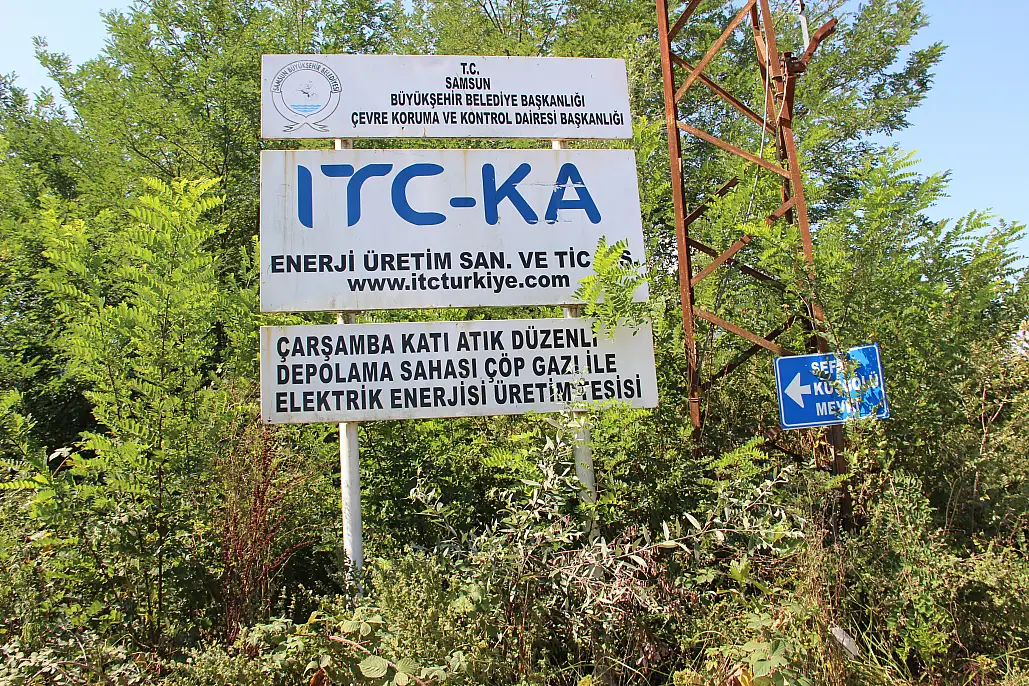 SAMSUN BÜYÜKŞEHİR BELEDİYESİ
T.C.
SAMSUN
BÜYÜKŞEHİR BELEDİYE BAŞKANLIĞI
ÇEVRE KORUMA VE KONTROL DAİRESİ BAŞKANLIĞI
ITC-KA
ENERJİ ÜRETİM SAN. VE TİC.
www.itcturkiye.com
ÇARŞAMBA KATI ATIK DÜZENLİ
DEPOLAMA SAHASI ÇÖP GAZI İLE
ELEKTRİK ENERJİSİ ÜRETİM TESİSİ